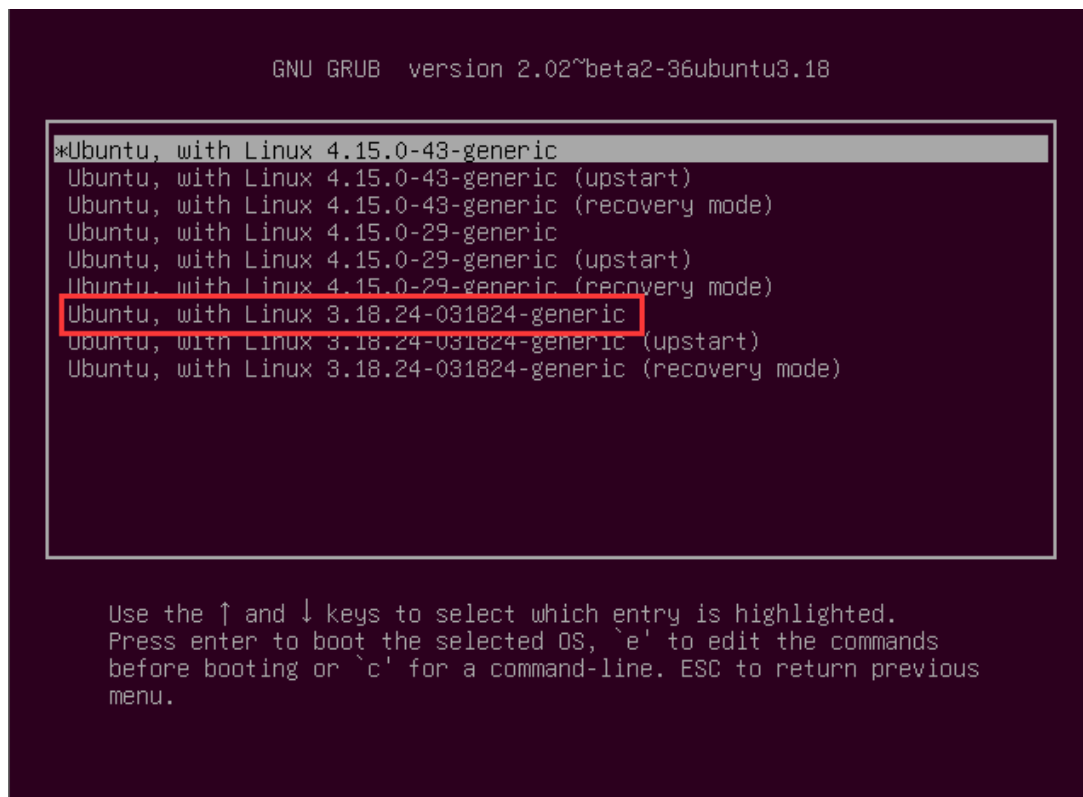 GNU GRUB  version 2.02~beta2-36ubuntu3.18
*Ubuntu, with Linux 4.15.0-43-generic
Ubuntu, with Linux 4.15.0-43-generic (upstart)
Ubuntu, with Linux 4.15.0-43-generic (recovery mode)
Ubuntu, with Linux 4.15.0-29-generic
Ubuntu, with Linux 4.15.0-29-generic (upstart)
Ubuntu, with Linux 4.15.0-29-generic (recovery mode)
Ubuntu, with Linux 3.18.24-031824-generic
Ubuntu, with Linux 3.18.24-031824-generic (upstart)
Ubuntu, with Linux 3.18.24-031824-generic (recovery mode)
Use the ↑ and ↓ keys to select which entry is highlighted.
Press enter to boot the selected OS, `e' to edit the commands
before booting or `c' for a command-line. ESC to return previous
menu.